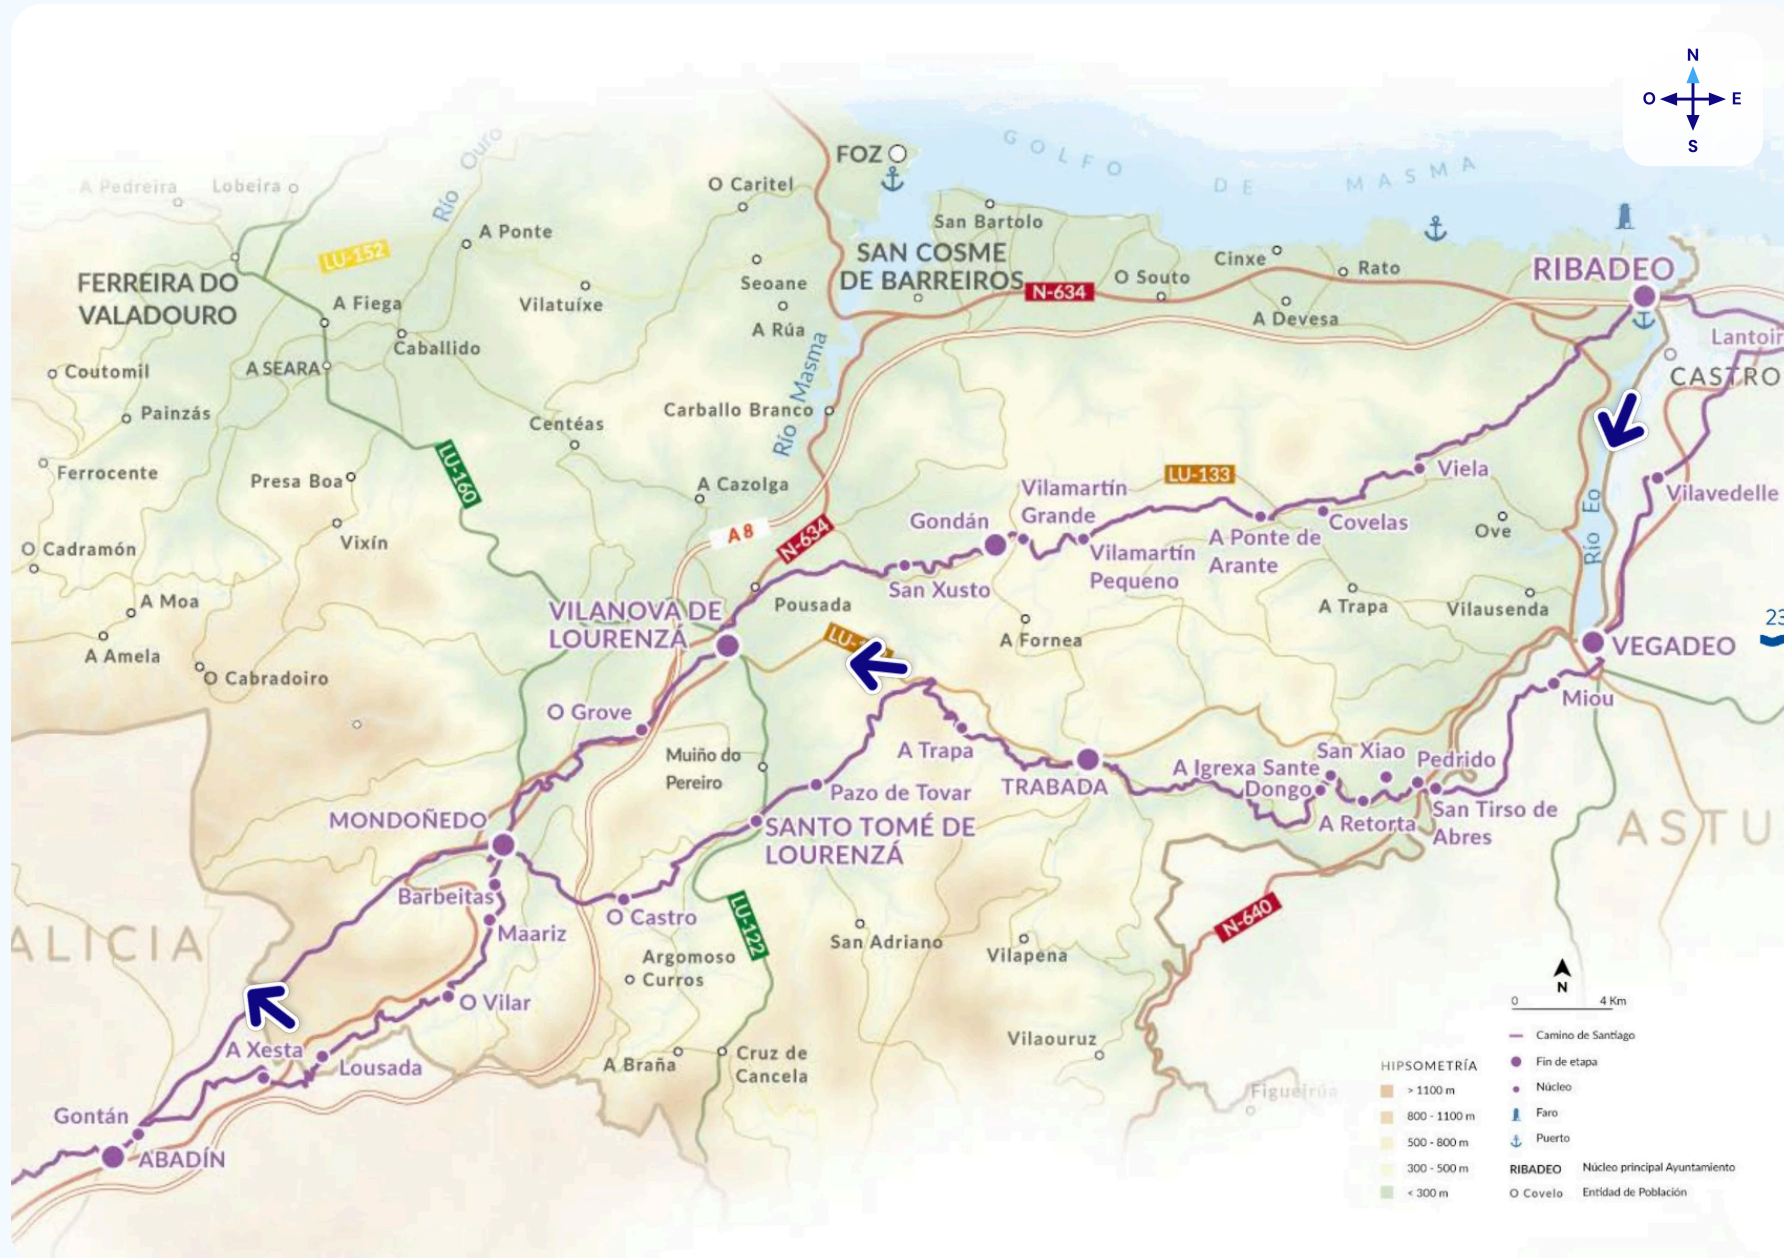 N
O
E
S
GOLFO DE MASMA
FOZ
A Pedreira
Lobeira
Río Ouro
O Caritel
San Bartolo
A Ponte
LU-152
SAN COSME
DE BARREIROS
Seoane
Cinxe
Rato
RIBADEO
FERREIRA DO
VALADOURO
A Fiega
Vilatuíxe
A Rúa
N-634
O Souto
A Devesa
Caballido
Lantoir
A SEARA
Coutomil
CASTRO
Río Masma
Painzás
Carballo Branco
Centéas
Ferrocente
Presa Boa
LU-160
A Cazolga
LU-133
Viela
Vilavedelle
Vilamartín
Grande
Gondán
Covelas
Ove
Río Eo
Vixín
A 8
N-634
O Cadramón
A Ponte de
Arante
Vilamartín
Pequeno
San Xusto
A Moa
VILANOVA DE
LOURENZÁ
Pousada
A Trapa
Vilausenda
23
A Amela
LU-
A Fornea
VEGADEO
O Cabradoiro
Miou
O Grove
Muiño do
Pereiro
A Trapa
TRABADA
San Xiao
Pedrido
A Igrexa Sante
Dongo
Pazo de Tovar
San Tirso de
Abres
A Retorta
MONDOÑEDO
SANTO TOMÉ DE
LOURENZÁ
ASTU
Barbeitas
O Castro
LU-122
N-640
Maariz
ALICIA
San Adriano
Vilapena
Argomoso
Curros
O Vilar
A Xesta
Lousada
A Braña
Cruz de
Cancela
Vilaouruz
Figueirúa
Gontán
ABADÍN
N
0 4 Km
Camino de Santiago
HIPSOMETRÍA
Fin de etapa
> 1100 m
Núcleo
800 - 1100 m
Faro
500 - 800 m
Puerto
300 - 500 m
RIBADEO Núcleo principal Ayuntamiento
< 300 m
O Covelo Entidad de Población